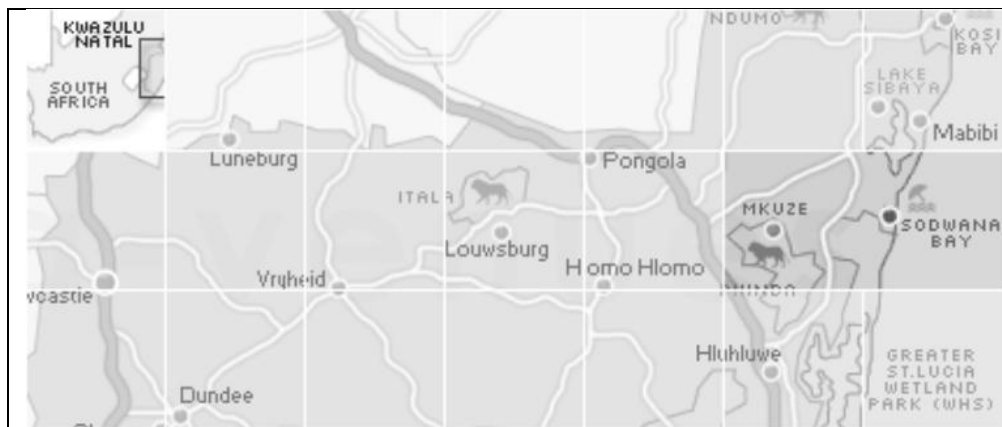 KWAZULU
NATAL
SOUTH
AFRICA
NDUMO
KOSI
BAY
LAKE
SIBAYA
Mabibi
Luneburg
Pongola
ITALA
MKUZE
SODWANA
BAY
Louwsburg
Vryheid
Hlomo Hlomo
wcastle
Hluhluwe
GREATER
ST.LUCIA
WETLAND
PARK (WHS)
Dundee